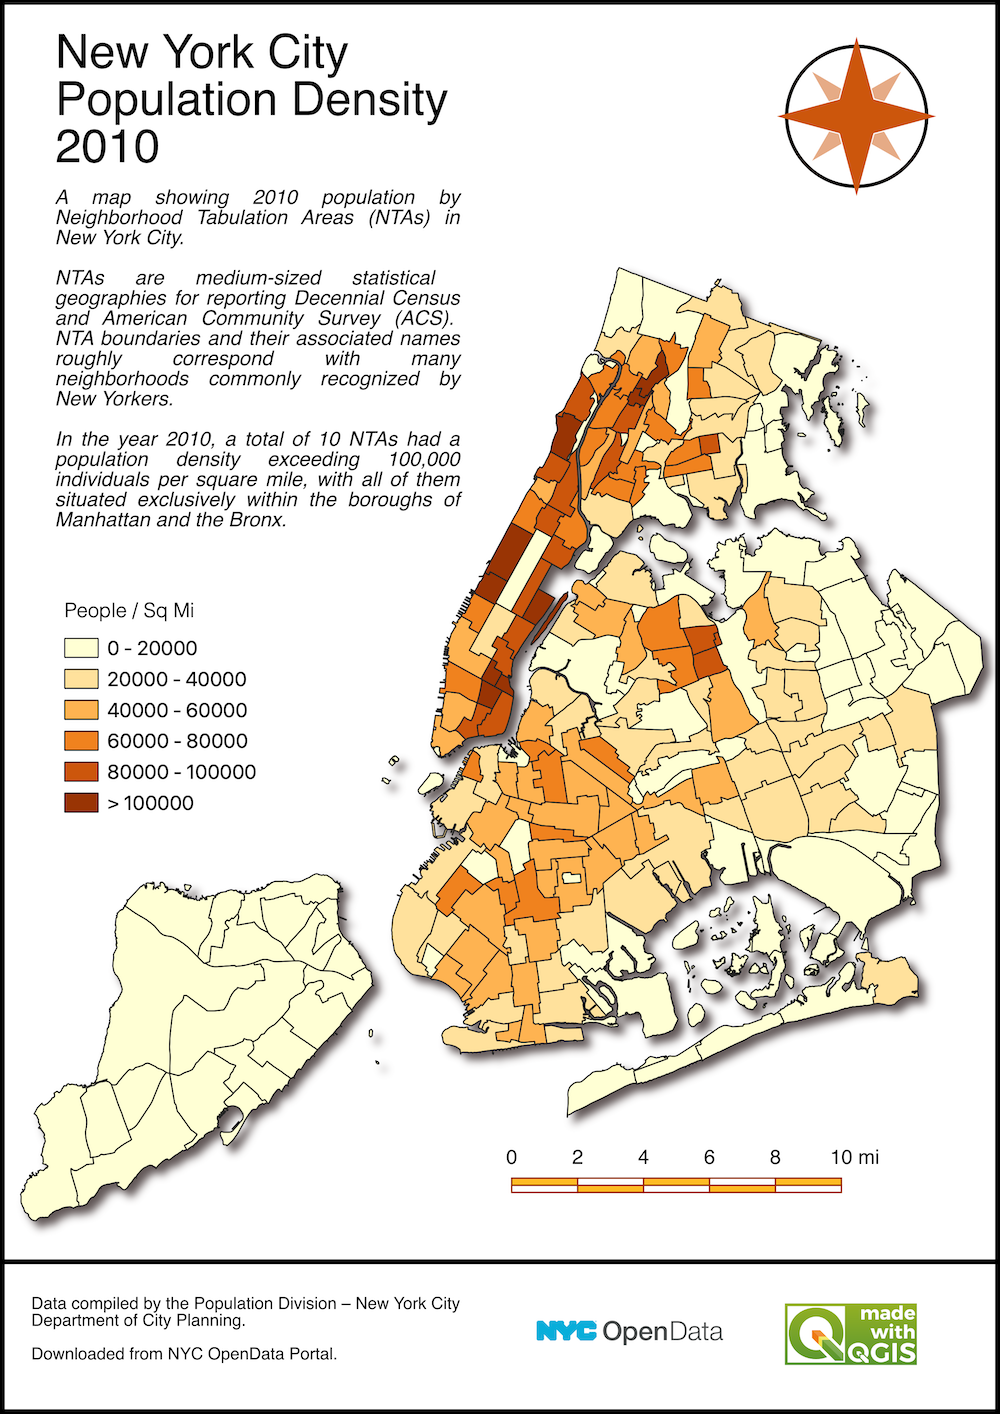 New York City
Population Density
2010
A map showing 2010 population by
Neighborhood Tabulation Areas (NTAs) in
New York City.
NTAs are medium-sized statistical
geographies for reporting Decennial Census
and American Community Survey (ACS).
NTA boundaries and their associated names
roughly correspond with many
neighborhoods commonly recognized by
New Yorkers.
In the year 2010, a total of 10 NTAs had a
population density exceeding 100,000
individuals per square mile, with all of them
situated exclusively within the boroughs of
Manhattan and the Bronx.
People / Sq Mi
0 - 20000
20000 - 40000
40000 - 60000
60000 - 80000
80000 - 100000
> 100000
0 2 4 6 8 10 mi
Data compiled by the Population Division – New York City
Department of City Planning.
Downloaded from NYC OpenData Portal.
NYC OpenData
made
with
QGIS